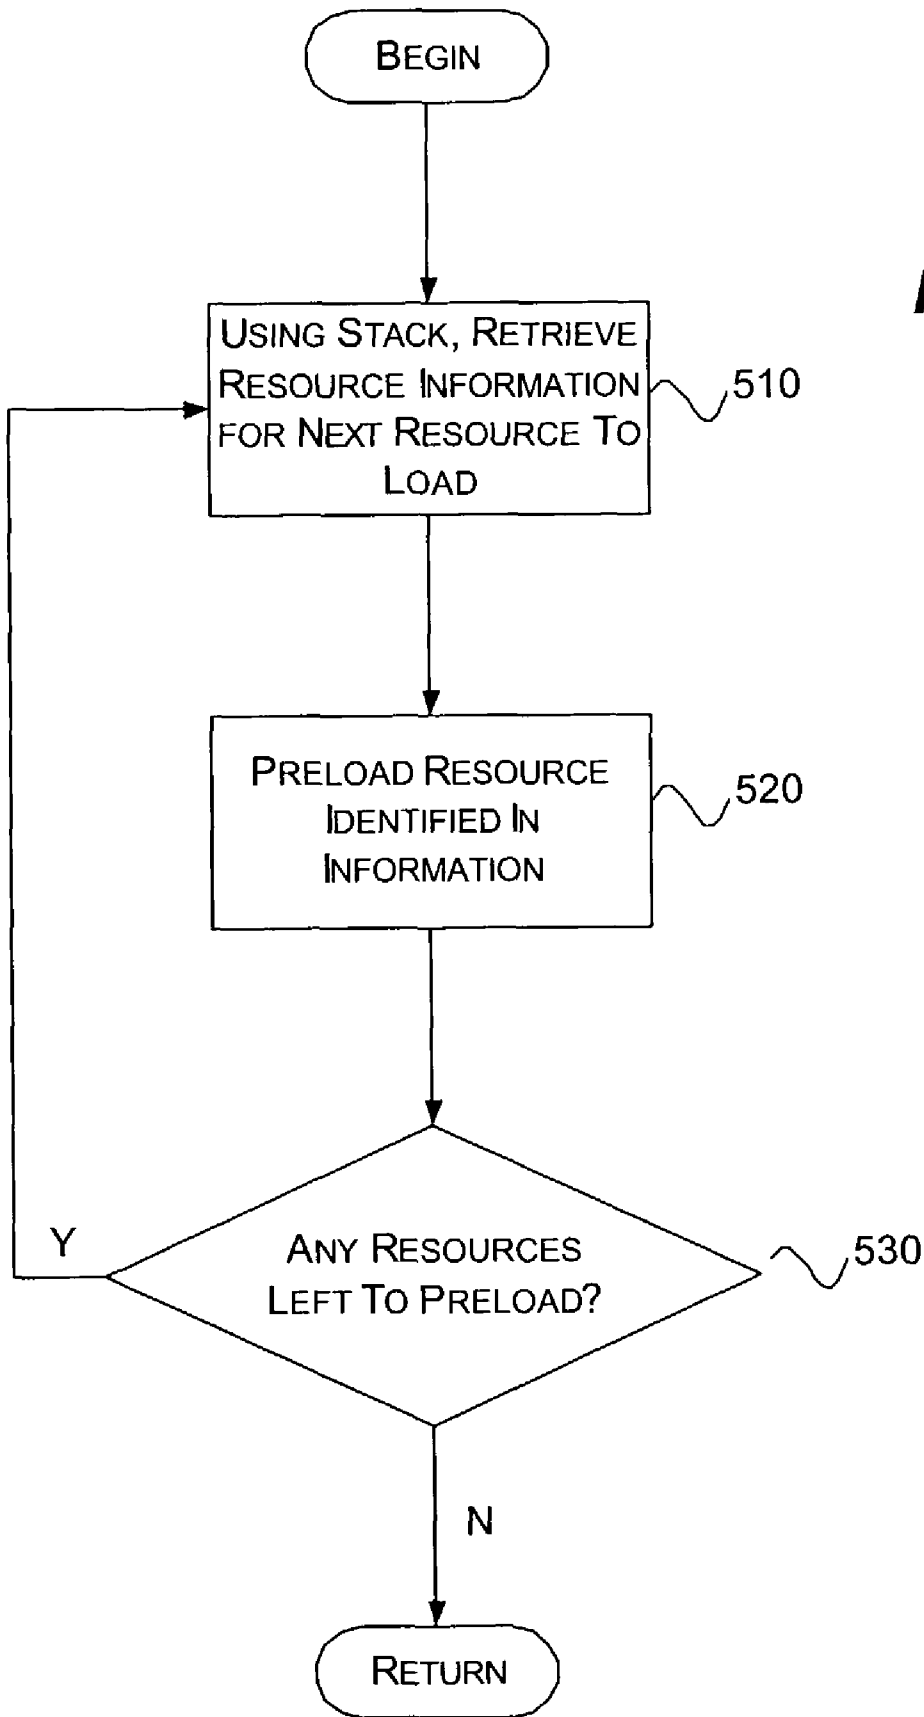 BEGIN
USING STACK, RETRIEVE
RESOURCE INFORMATION
FOR NEXT RESOURCE TO
LOAD
510
PRELOAD RESOURCE
IDENTIFIED IN
INFORMATION
520
ANY RESOURCES
LEFT TO PRELOAD?
530
Y
N
RETURN